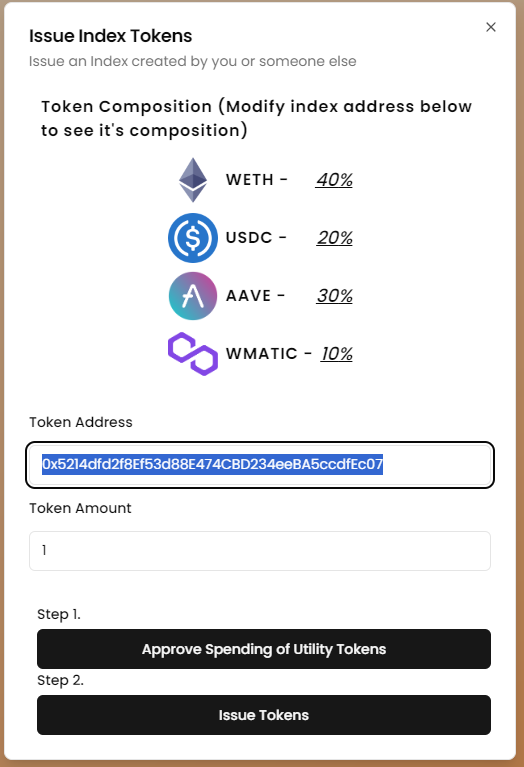 Issue Index Tokens
Issue an Index created by you or someone else
Token Composition (Modify index address below
to see it's composition)
WETH - 40%
USDC - 20%
AAVE - 30%
WMATIC - 10%
Token Address
0x5214dfd2f8Ef53d88E474CBD234eeBA5ccdfEc07
Token Amount
1
Step 1.
Approve Spending of Utility Tokens
Step 2.
Issue Tokens